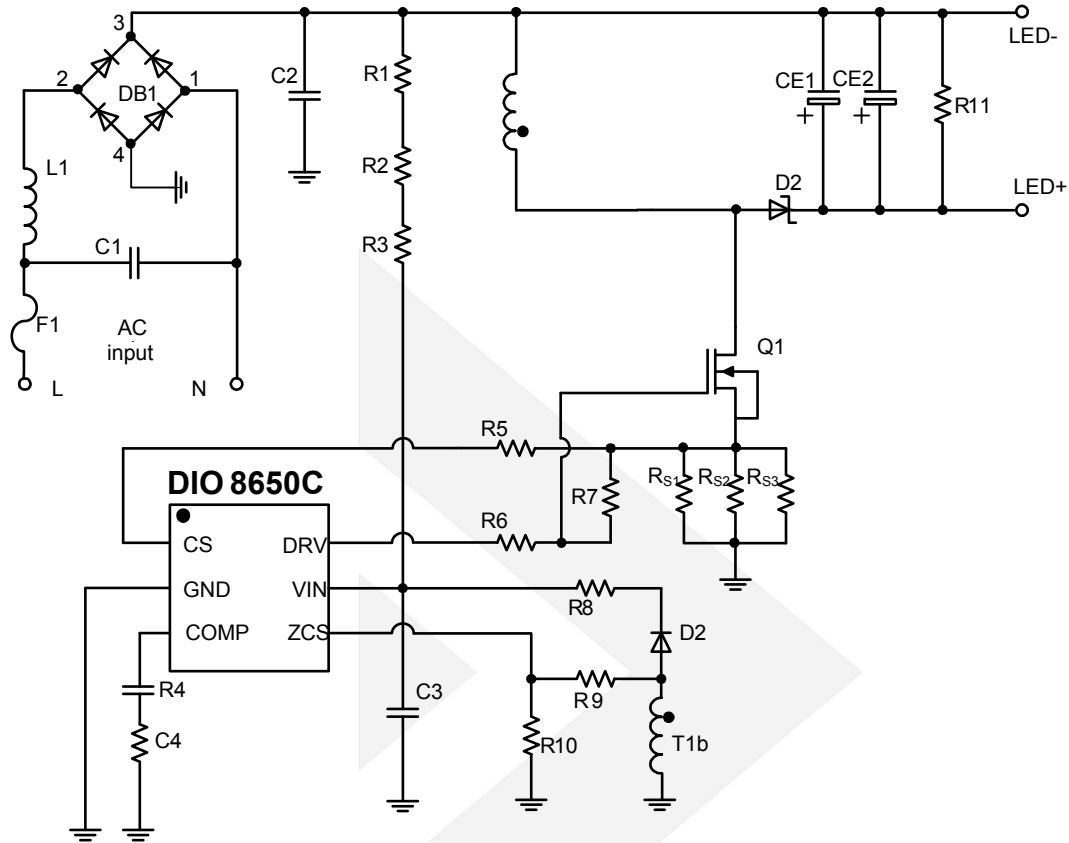 3
LED-
2
DB1
1
C2
R1
CE1
CE2
R11
4
L1
R2
D2
LED+
C1
R3
F1
AC
input
Q1
L
N
R5
DIO 8650C
R7
RS1
RS2
RS3
R6
CS
DRV
GND
VIN
R8
COMP
ZCS
D2
R4
C3
R9
C4
R10
T1b
+
+